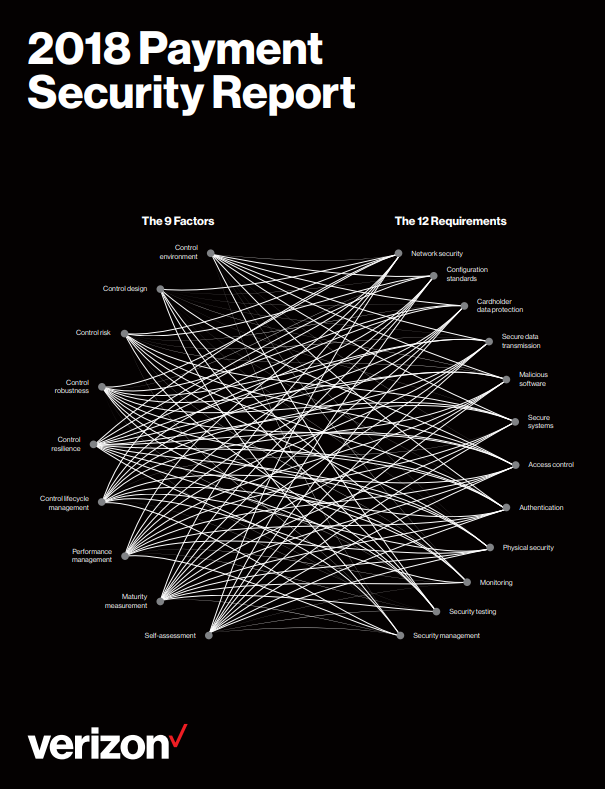 2018 Payment
Security Report
The 9 Factors
Control
environment
Control design
Control risk
Control
robustness
Control
resilience
Control lifecycle
management
Performance
management
Maturity
measurement
Self-assessment
The 12 Requirements
Network security
Configuration
standards
Cardholder
data protection
Secure data
transmission
Malicious
software
Secure
systems
Access control
Authentication
Physical security
Monitoring
Security testing
Security management
verizon